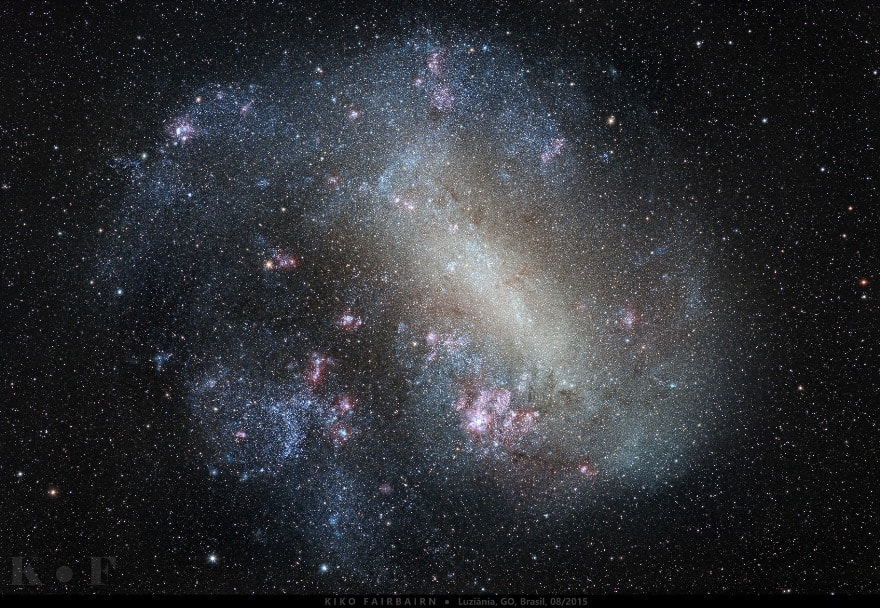 K • F
KIKO FAIRBAIRN • Luziânia, GO, Brasil, 08/2015